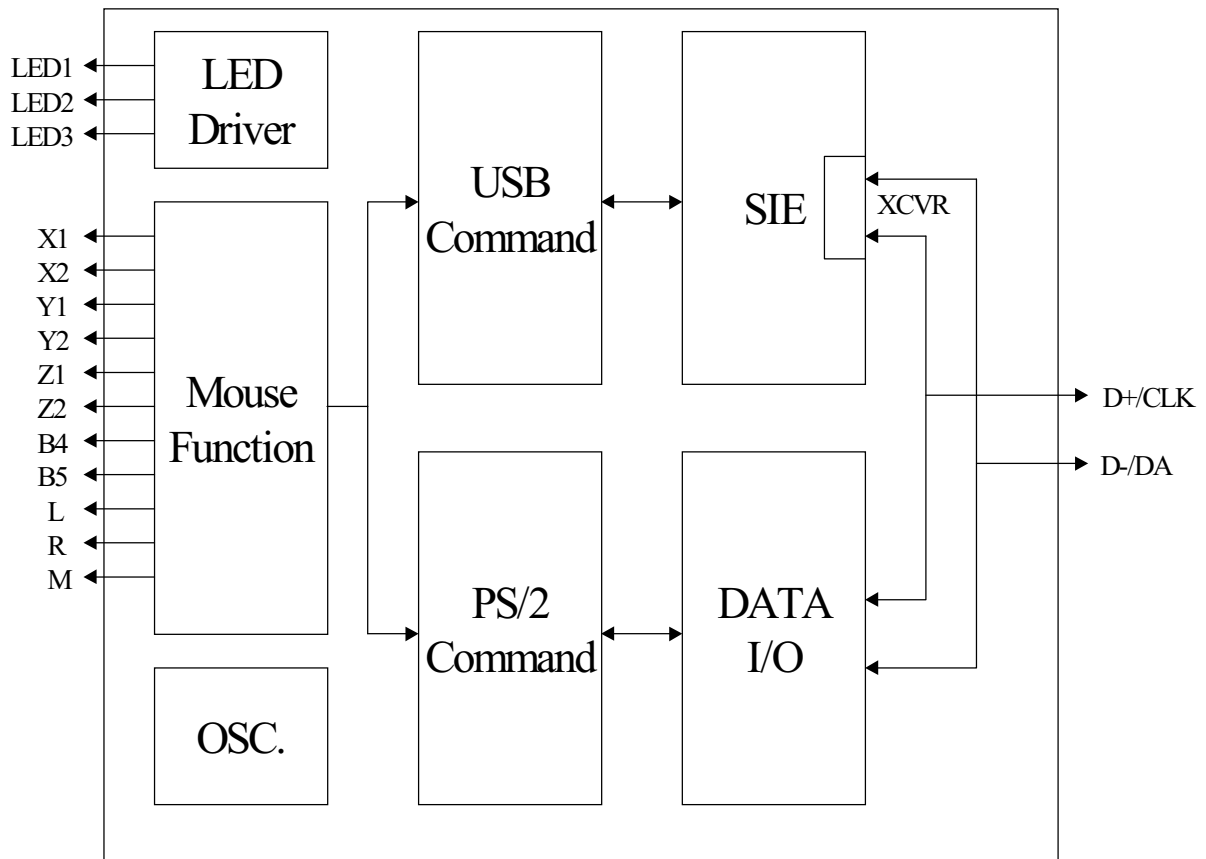 LED1
LED2
LED3
LED
Driver
X1
X2
Y1
Y2
Z1
Z2
B4
B5
L
R
M
Mouse
Function
OSC.
USB
Command
PS/2
Command
SIE
XCVR
DATA
I/O
D+/CLK
D-/DA